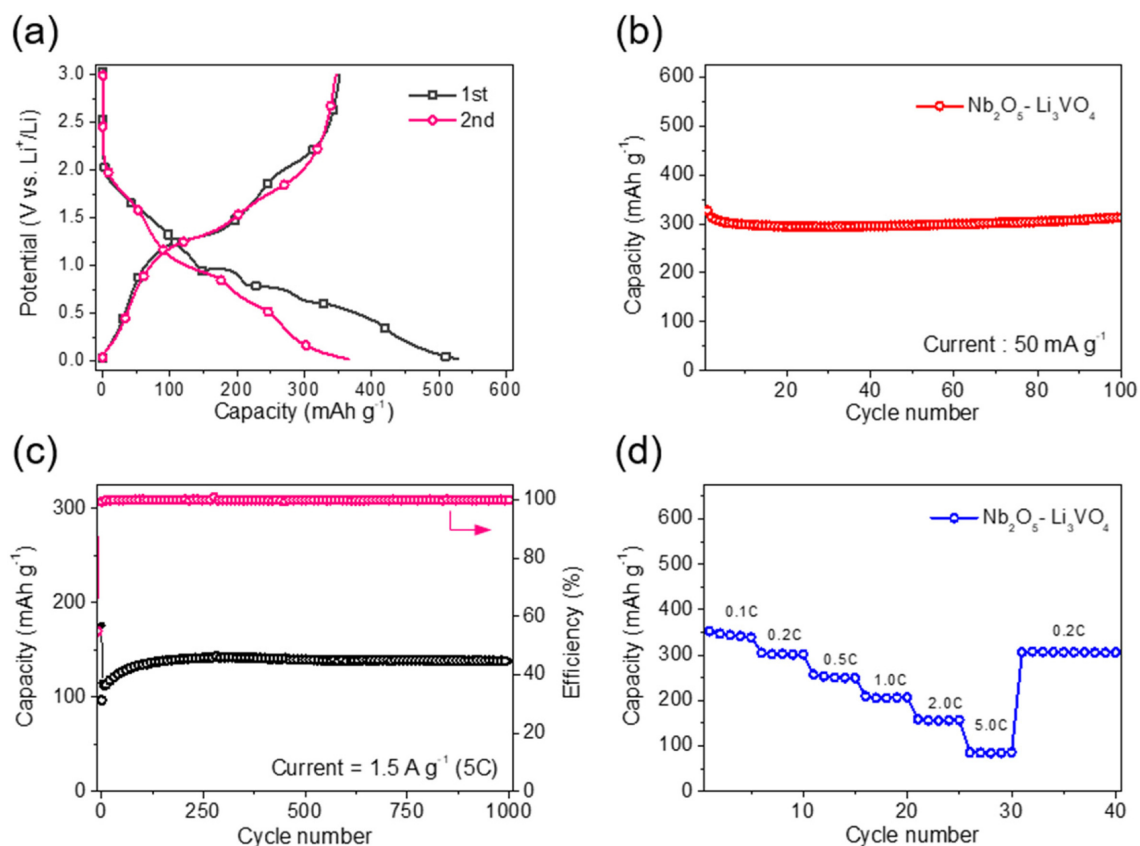 (a)
3.0
2.5
2.0
1.5
1.0
0.5
0.0
Potential (V vs. Li⁺/Li)
1st
2nd
0 100 200 300 400 500 600
Capacity (mAh g⁻¹)
(b)
600
500
400
300
200
100
0
Capacity (mAh g⁻¹)
Nb₂O₅- Li₃VO₄
Current : 50 mA g⁻¹
20 40 60 80 100
Cycle number
(c)
300
200
100
0
Capacity (mAh g⁻¹)
100
80
60
40
20
0
Efficiency (%)
Current = 1.5 A g⁻¹ (5C)
0 250 500 750 1000
Cycle number
(d)
600
500
400
300
200
100
0
Capacity (mAh g⁻¹)
Nb₂O₅- Li₃VO₄
0.1C
0.2C
0.5C
1.0C
2.0C
5.0C
0.2C
10 20 30 40
Cycle number